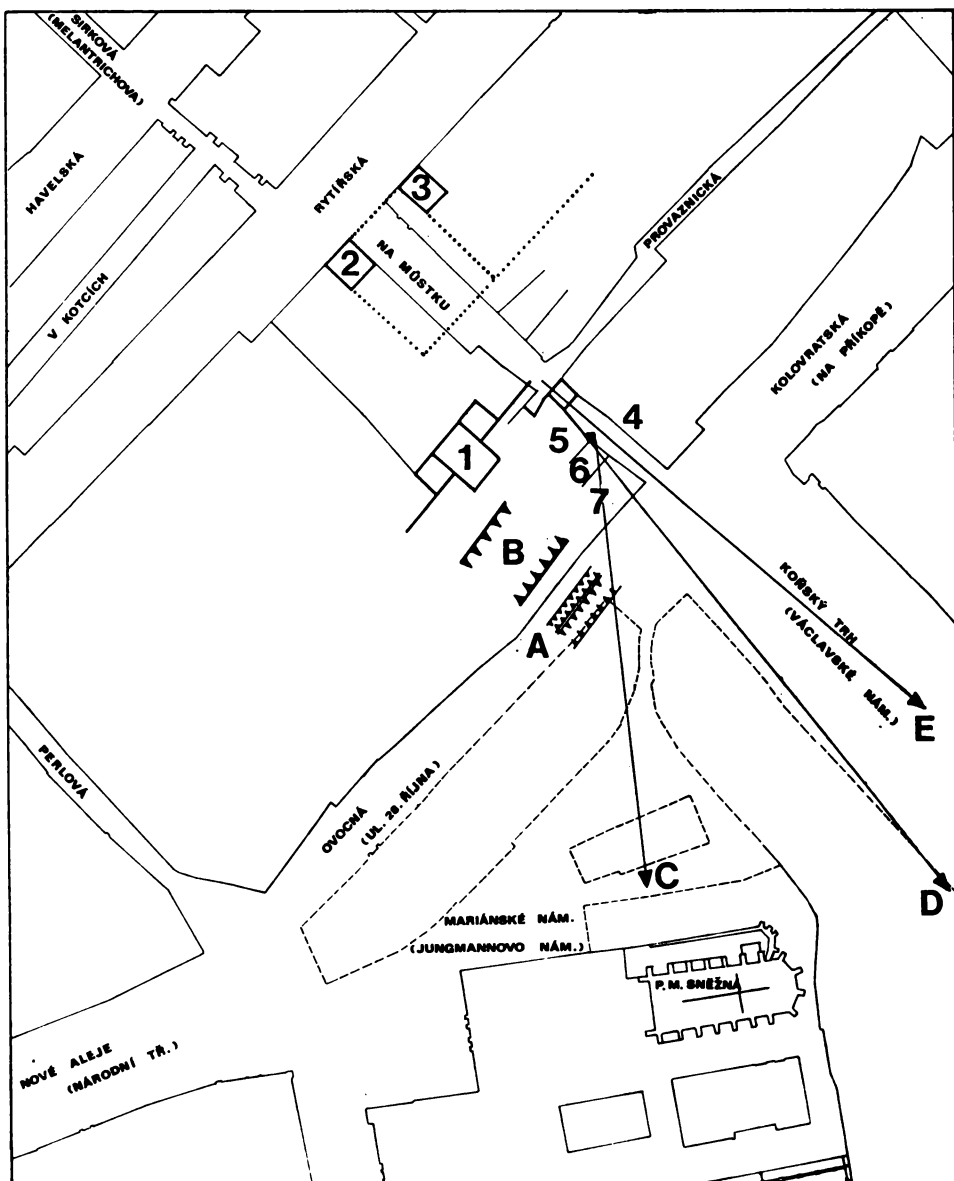 SIRKOVÁ
(MELANTRICHOVA)
HAVELSKÁ
RYTÍŘSKÁ
3
PROVAZNICKÁ
2
NA MŮSTKU
V KOTCÍCH
KOLOVRATSKÁ
(NA PŘÍKOPĚ)
4
5
1
6
7
B
A
KOŇSKÝ TRH
(VÁCLAVSKÉ NÁM.)
E
PERLOVÁ
OVOCNÁ
(UL. 28. ŘÍJNA)
C
D
MARIÁNSKÉ NÁM.
(JUNGMANNOVO NÁM.)
P. M. SNĚŽNÁ
NOVÉ ALEJE
(NÁRODNÍ TŘ.)